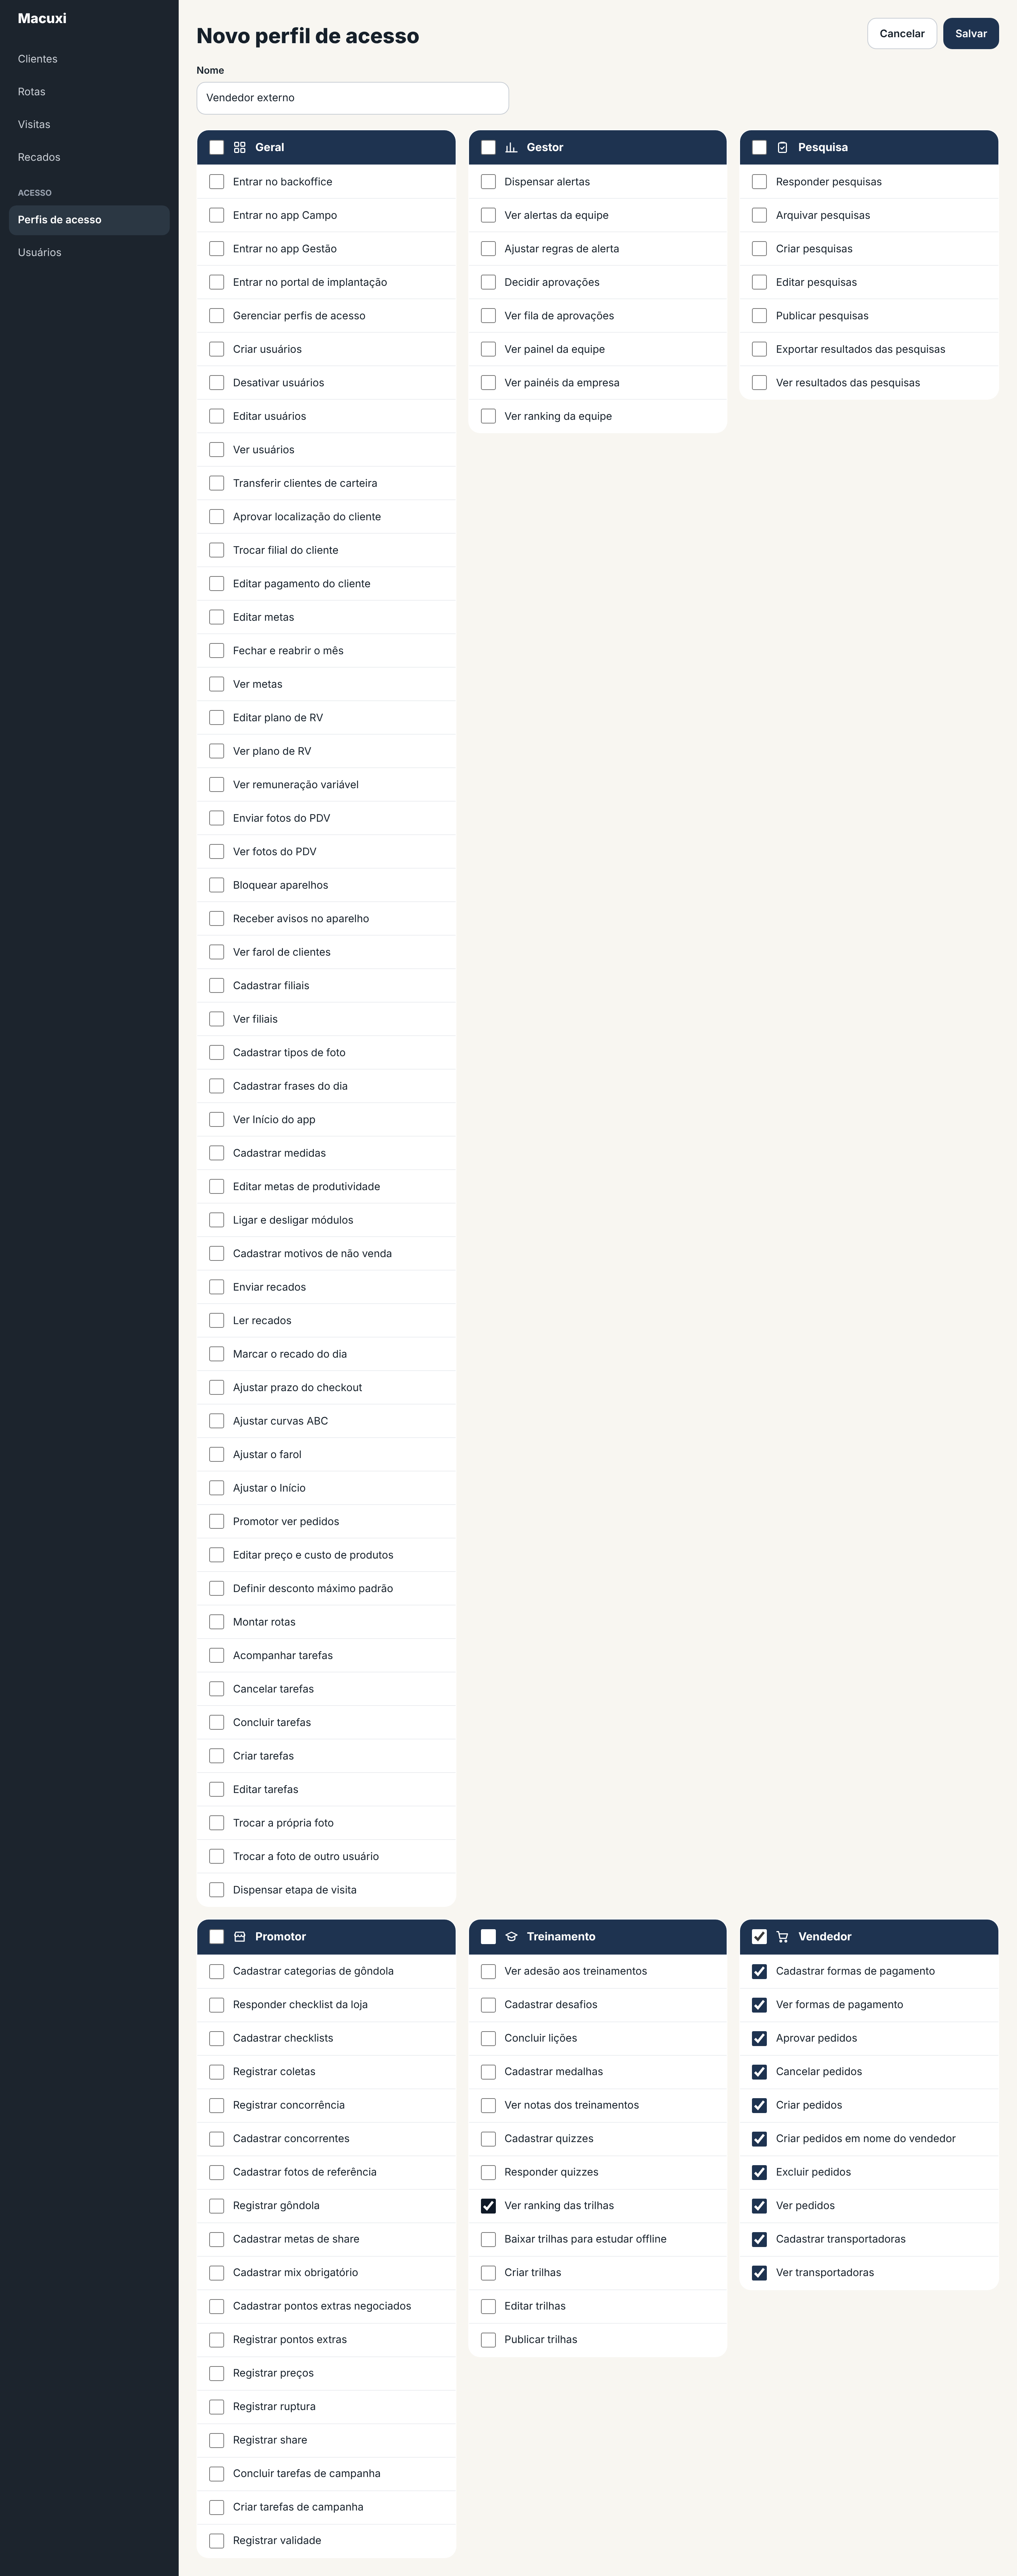 Macuxi
Clientes
Rotas
Visitas
Recados
ACESSO
Perfis de acesso
Usuários
Novo perfil de acesso
Cancelar
Salvar
Nome
Vendedor externo
Geral
Entrar no backoffice
Entrar no app Campo
Entrar no app Gestão
Entrar no portal de implantação
Gerenciar perfis de acesso
Criar usuários
Desativar usuários
Editar usuários
Ver usuários
Transferir clientes de carteira
Aprovar localização do cliente
Trocar filial do cliente
Editar pagamento do cliente
Editar metas
Fechar e reabrir o mês
Ver metas
Editar plano de RV
Ver plano de RV
Ver remuneração variável
Enviar fotos do PDV
Ver fotos do PDV
Bloquear aparelhos
Receber avisos no aparelho
Ver farol de clientes
Cadastrar filiais
Ver filiais
Cadastrar tipos de foto
Cadastrar frases do dia
Ver Início do app
Cadastrar medidas
Editar metas de produtividade
Ligar e desligar módulos
Cadastrar motivos de não venda
Enviar recados
Ler recados
Marcar o recado do dia
Ajustar prazo do checkout
Ajustar curvas ABC
Ajustar o farol
Ajustar o Início
Promotor ver pedidos
Editar preço e custo de produtos
Definir desconto máximo padrão
Montar rotas
Acompanhar tarefas
Cancelar tarefas
Concluir tarefas
Criar tarefas
Editar tarefas
Trocar a própria foto
Trocar a foto de outro usuário
Dispensar etapa de visita
Gestor
Dispensar alertas
Ver alertas da equipe
Ajustar regras de alerta
Decidir aprovações
Ver fila de aprovações
Ver painel da equipe
Ver painéis da empresa
Ver ranking da equipe
Pesquisa
Responder pesquisas
Arquivar pesquisas
Criar pesquisas
Editar pesquisas
Publicar pesquisas
Exportar resultados das pesquisas
Ver resultados das pesquisas
Promotor
Cadastrar categorias de gôndola
Responder checklist da loja
Cadastrar checklists
Registrar coletas
Registrar concorrência
Cadastrar concorrentes
Cadastrar fotos de referência
Registrar gôndola
Cadastrar metas de share
Cadastrar mix obrigatório
Cadastrar pontos extras negociados
Registrar pontos extras
Registrar preços
Registrar ruptura
Registrar share
Concluir tarefas de campanha
Criar tarefas de campanha
Registrar validade
Treinamento
Ver adesão aos treinamentos
Cadastrar desafios
Concluir lições
Cadastrar medalhas
Ver notas dos treinamentos
Cadastrar quizzes
Responder quizzes
Ver ranking das trilhas
Baixar trilhas para estudar offline
Criar trilhas
Editar trilhas
Publicar trilhas
Vendedor
Cadastrar formas de pagamento
Ver formas de pagamento
Aprovar pedidos
Cancelar pedidos
Criar pedidos
Criar pedidos em nome do vendedor
Excluir pedidos
Ver pedidos
Cadastrar transportadoras
Ver transportadoras